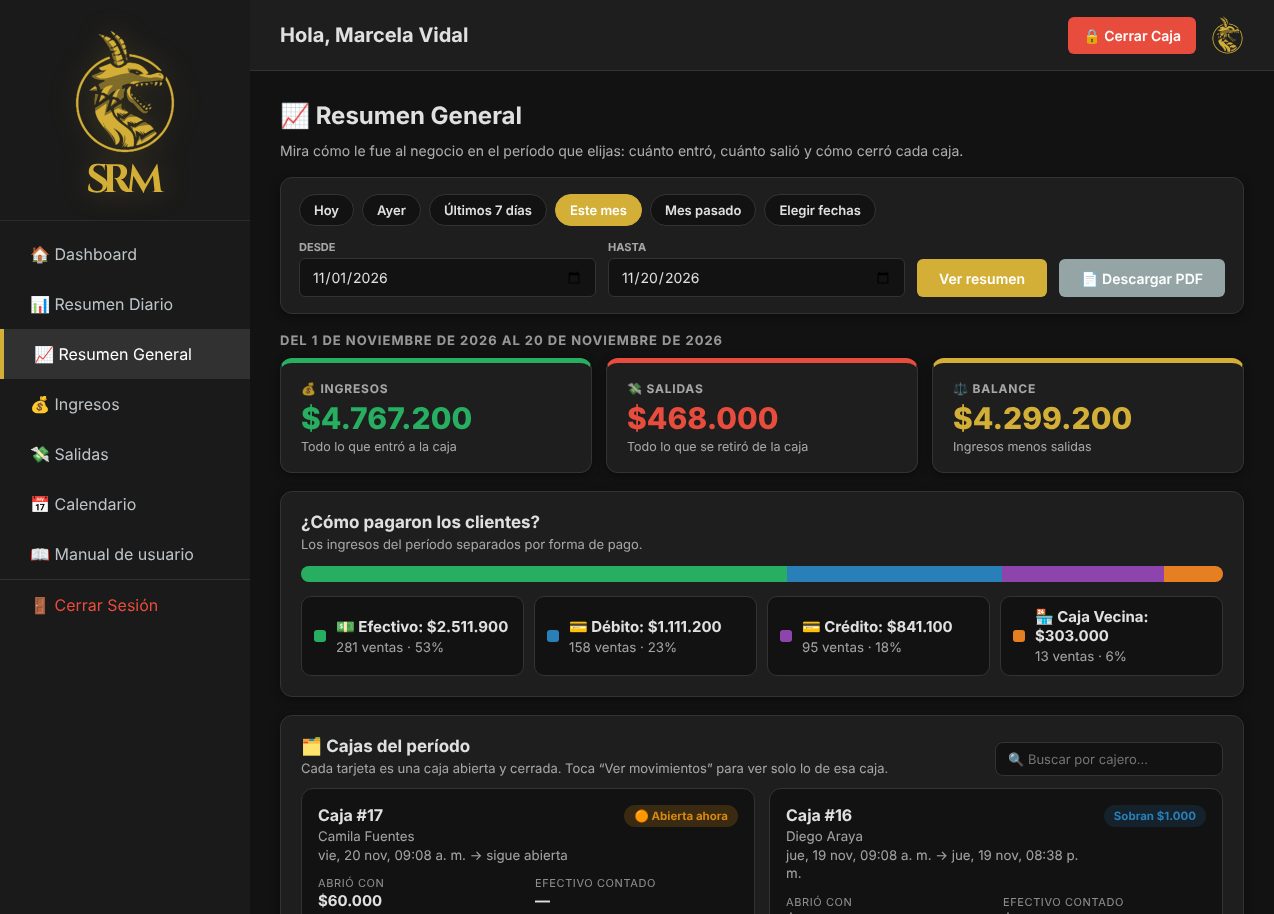 SRM
Hola, Marcela Vidal
🔒 Cerrar Caja
🏠 Dashboard
📊 Resumen Diario
📈 Resumen General
💰 Ingresos
💸 Salidas
📅 Calendario
📖 Manual de usuario
🚪 Cerrar Sesión
📈 Resumen General
Mira cómo le fue al negocio en el período que elijas: cuánto entró, cuánto salió y cómo cerró cada caja.
Hoy
Ayer
Últimos 7 días
Este mes
Mes pasado
Elegir fechas
DESDE
11/01/2026
HASTA
11/20/2026
Ver resumen
📄 Descargar PDF
DEL 1 DE NOVIEMBRE DE 2026 AL 20 DE NOVIEMBRE DE 2026
💰 INGRESOS
$4.767.200
Todo lo que entró a la caja
💸 SALIDAS
$468.000
Todo lo que se retiró de la caja
⚖️ BALANCE
$4.299.200
Ingresos menos salidas
¿Cómo pagaron los clientes?
Los ingresos del período separados por forma de pago.
💵 Efectivo: $2.511.900
281 ventas · 53%
💳 Débito: $1.111.200
158 ventas · 23%
💳 Crédito: $841.100
95 ventas · 18%
🏪 Caja Vecina:
$303.000
13 ventas · 6%
🗂️ Cajas del período
Cada tarjeta es una caja abierta y cerrada. Toca “Ver movimientos” para ver solo lo de esa caja.
🔍 Buscar por cajero...
Caja #17
🟠 Abierta ahora
Camila Fuentes
vie, 20 nov, 09:08 a. m. → sigue abierta
ABRIÓ CON
$60.000
EFECTIVO CONTADO
—
Caja #16
Sobran $1.000
Diego Araya
jue, 19 nov, 09:08 a. m. → jue, 19 nov, 08:38 p.
m.
ABRIÓ CON
EFECTIVO CONTADO